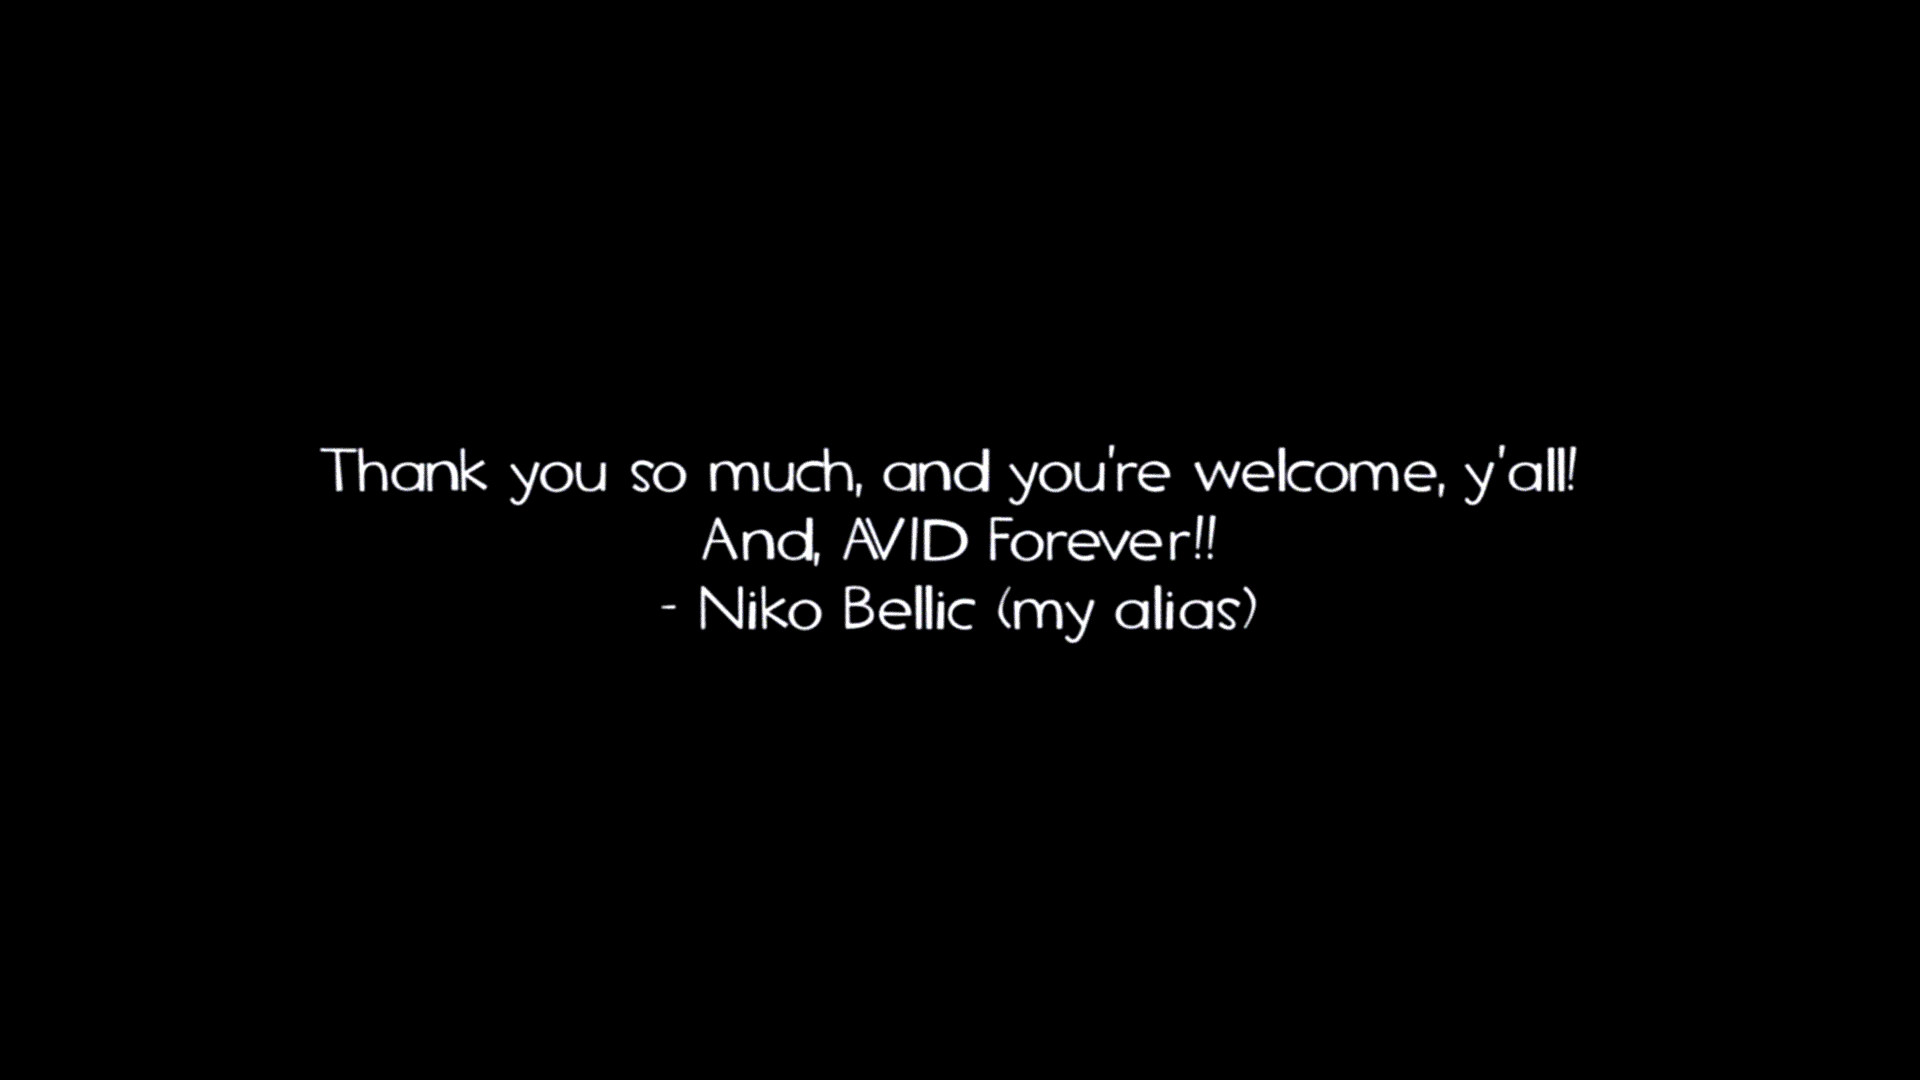 Thank you so much, and you're welcome, y'all!
And, AVID Forever!!
- Niko Bellic (my alias)